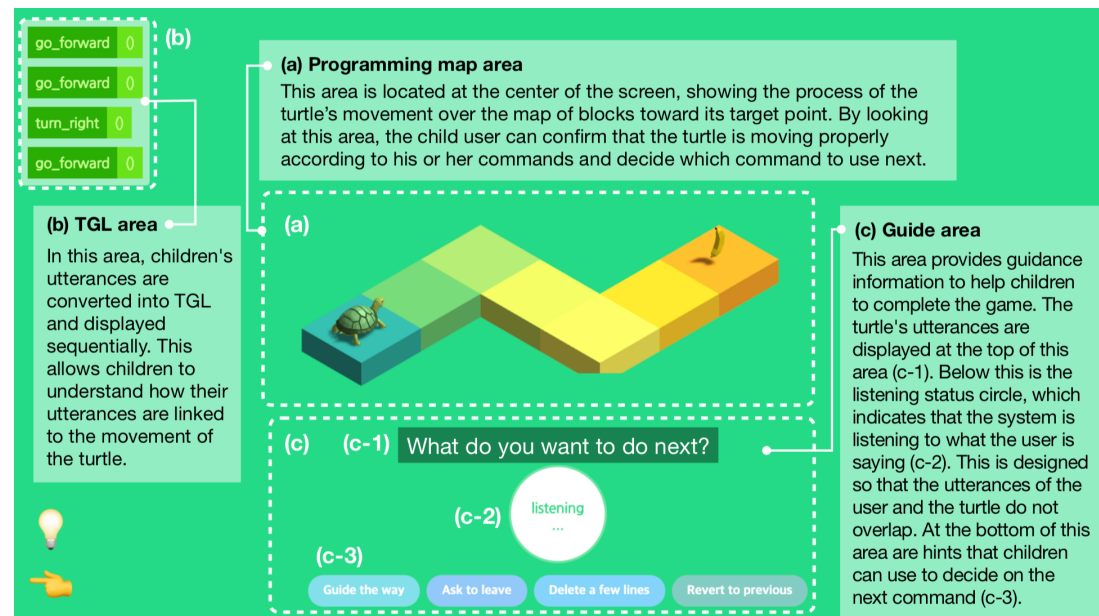 go_forward ()
go_forward ()
turn_right ()
go_forward ()
(b)
(a) Programming map area
This area is located at the center of the screen, showing the process of the
turtle’s movement over the map of blocks toward its target point. By looking
at this area, the child user can confirm that the turtle is moving properly
according to his or her commands and decide which command to use next.
(b) TGL area
In this area, children's
utterances are
converted into TGL
and displayed
sequentially. This
allows children to
understand how their
utterances are linked
to the movement of
the turtle.
(a)
(c) Guide area
This area provides guidance
information to help children
to complete the game. The
turtle's utterances are
displayed at the top of this
area (c-1). Below this is the
listening status circle, which
indicates that the system is
listening to what the user is
saying (c-2). This is designed
so that the utterances of the
user and the turtle do not
overlap. At the bottom of this
area are hints that children
can use to decide on the
next command (c-3).
(c) (c-1) What do you want to do next?
(c-2)
listening
...
(c-3)
Guide the way Ask to leave Delete a few lines Revert to previous